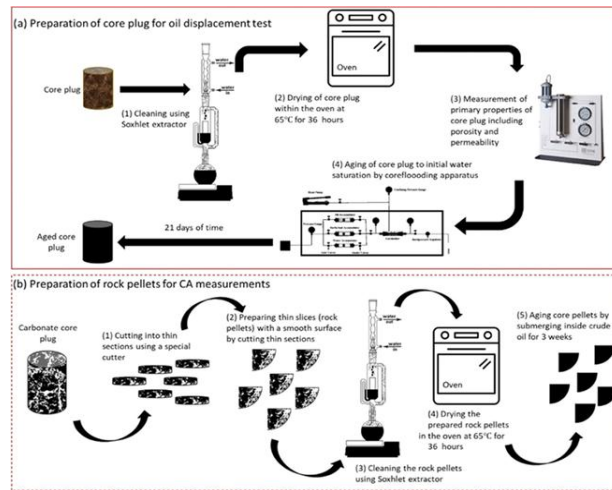 (a) Preparation of core plug for oil displacement test
Core plug
(1) Cleaning using
Soxhlet extractor
Oven
(2) Drying of core plug
within the oven at
65°C for 36 hours
(3) Measurement of
primary properties of
core plug including
porosity and
permeability
(4) Aging of core plug to initial water
saturation by corefloooding apparatus
21 days of time
Aged core
plug
(b) Preparation of rock pellets for CA measurements
Carbonate core
plug
(1) Cutting into thin
sections using a special
cutter
(2) Preparing thin slices (rock
pellets) with a smooth surface
by cutting thin sections
(3) Cleaning the rock pellets
using Soxhlet extractor
Oven
(4) Drying the
prepared rock pellets
in the oven at 65℃ for
36 hours
(5) Aging core pellets by
submerging inside crude
oil for 3 weeks